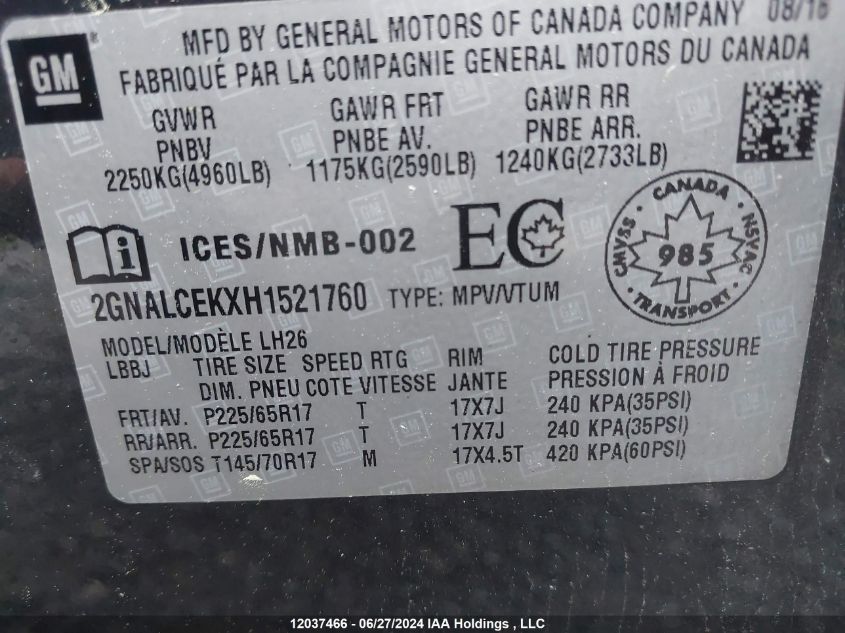 08/16
MFD BY GENERAL MOTORS OF CANADA COMPANY
FABRIQUÉ PAR LA COMPAGNIE GENERAL MOTORS DU CANADA
GM
GVWR GAWR FRT GAWR RR
PNBV PNBE AV. PNBE ARR.
2250KG(4960LB) 1175KG(2590LB) 1240KG(2733LB)
i ICES/NMB-002 EC
CANADA
CMVSS 985 NSVAC
TRANSPORT
2GNALCEKXH1521760 TYPE: MPV/VTUM
MODEL/MODÈLE LH26
LBBJ TIRE SIZE SPEED RTG RIM COLD TIRE PRESSURE
DIM. PNEU COTE VITESSE JANTE PRESSION À FROID
FRT/AV. P225/65R17 T 17X7J 240 KPA(35PSI)
RR/ARR. P225/65R17 T 17X7J 240 KPA(35PSI)
SPA/SOS T145/70R17 M 17X4.5T 420 KPA(60PSI)
12037466 - 06/27/2024 IAA Holdings , LLC